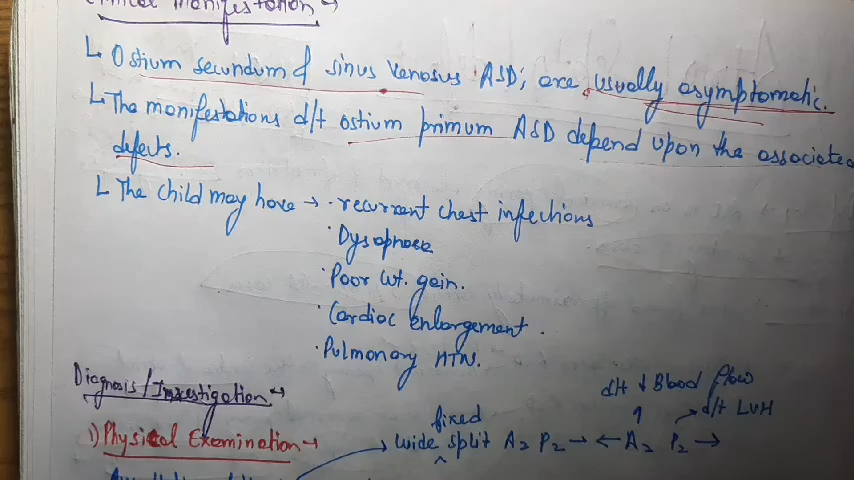 Clinical Manifestation →
↳ Ostium secundum & sinus venosus ASD; are usually asymptomatic.
↳ The manifestations d/t ostium primum ASD depend upon the associated
defects.
↳ The child may have → · recurrent chest infections
· Dyspnoea
· Poor wt. gain.
· Cardiac enlargement.
· Pulmonary HTN.
Diagnosis/Investigation →
d/t ↓ Blood flow
fixed ↑ → d/t LVH
1) Physical Examination → wide split A2 P2 → ← A2 P2 →